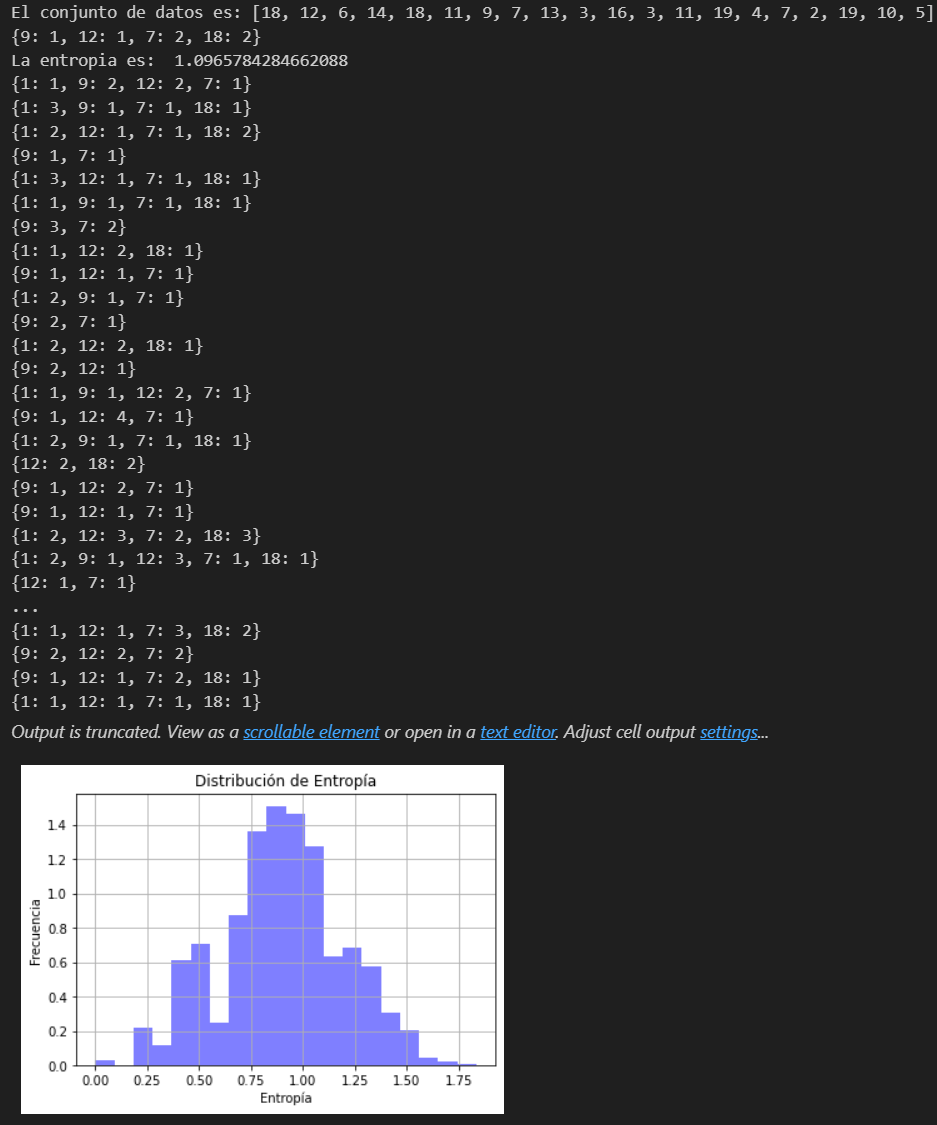 El conjunto de datos es: [18, 12, 6, 14, 18, 11, 9, 7, 13, 3, 16, 3, 11, 19, 4, 7, 2, 19, 10, 5]
{9: 1, 12: 1, 7: 2, 18: 2}
La entropia es:  1.0965784284662088
{1: 1, 9: 2, 12: 2, 7: 1}
{1: 3, 9: 1, 7: 1, 18: 1}
{1: 2, 12: 1, 7: 1, 18: 2}
{9: 1, 7: 1}
{1: 3, 12: 1, 7: 1, 18: 1}
{1: 1, 9: 1, 7: 1, 18: 1}
{9: 3, 7: 2}
{1: 1, 12: 2, 18: 1}
{9: 1, 12: 1, 7: 1}
{1: 2, 9: 1, 7: 1}
{9: 2, 7: 1}
{1: 2, 12: 2, 18: 1}
{9: 2, 12: 1}
{1: 1, 9: 1, 12: 2, 7: 1}
{9: 1, 12: 4, 7: 1}
{1: 2, 9: 1, 7: 1, 18: 1}
{12: 2, 18: 2}
{9: 1, 12: 2, 7: 1}
{9: 1, 12: 1, 7: 1}
{1: 2, 12: 3, 7: 2, 18: 3}
{1: 2, 9: 1, 12: 3, 7: 1, 18: 1}
{12: 1, 7: 1}
...
{1: 1, 12: 1, 7: 3, 18: 2}
{9: 2, 12: 2, 7: 2}
{9: 1, 12: 1, 7: 2, 18: 1}
{1: 1, 12: 1, 7: 1, 18: 1}
Output is truncated. View as a scrollable element or open in a text editor. Adjust cell output settings...
Distribución de Entropía
1.4
1.2
1.0
0.8
0.6
0.4
0.2
0.0
Frecuencia
0.00 0.25 0.50 0.75 1.00 1.25 1.50 1.75
Entropía